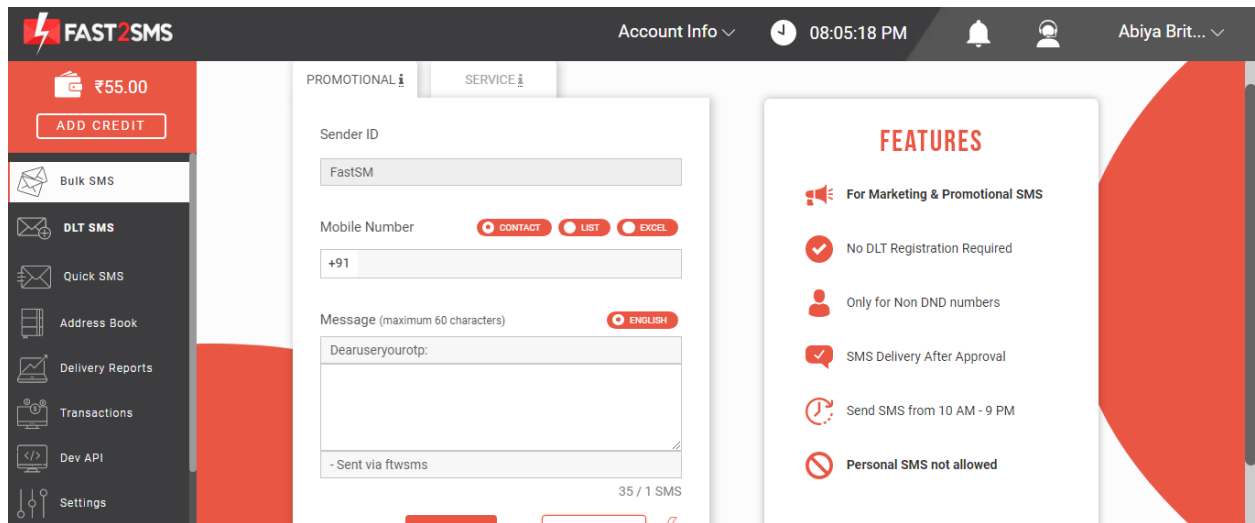 FAST2SMS
Account Info
08:05:18 PM
Abiya Brit...
₹55.00
ADD CREDIT
Bulk SMS
DLT SMS
Quick SMS
Address Book
Delivery Reports
Transactions
Dev API
Settings
PROMOTIONAL i
SERVICE i
Sender ID
FastSM
Mobile Number
CONTACT
LIST
EXCEL
+91
Message (maximum 60 characters)
ENGLISH
Dearuseryourotp:
- Sent via ftwsms
35 / 1 SMS
FEATURES
For Marketing & Promotional SMS
No DLT Registration Required
Only for Non DND numbers
SMS Delivery After Approval
Send SMS from 10 AM - 9 PM
Personal SMS not allowed